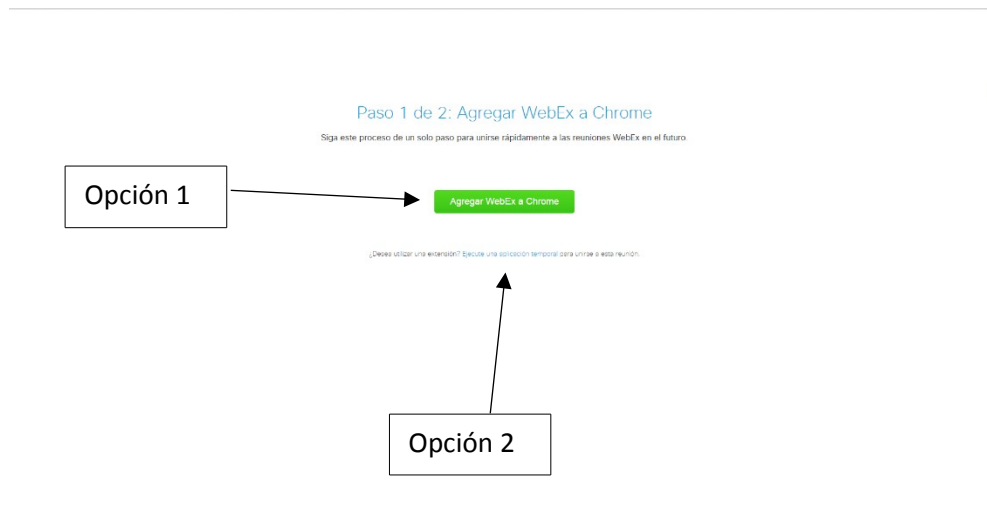 Paso 1 de 2: Agregar WebEx a Chrome
Siga este proceso de un solo paso para unirse rápidamente a las reuniones WebEx en el futuro.
Opción 1
Agregar WebEx a Chrome
¿Desea utilizar una extensión? Ejecute una aplicación temporal para unirse a esta reunión.
Opción 2